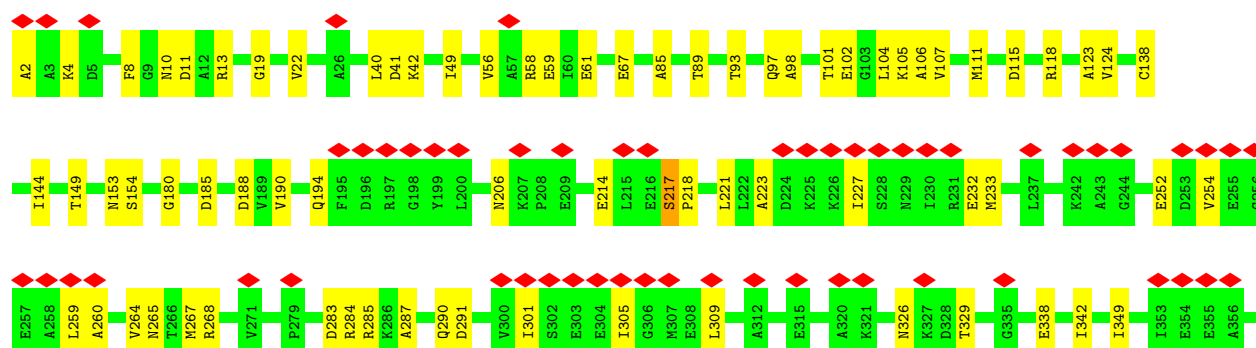 A2 A3 K4 D5 F8 G9 N10 D11 A12 R13 G19 V22 A26 L40 D41 K42 I49 V56 A57 R58 E59 I60 E61 E67 A85 T89 T93 Q97 A98 T101 E102 G103 L104 K105 A106 V107 M111 D115 R118 A123 V124 C138
I144 T149 N153 S154 G180 D185 D188 V189 V190 Q194 F195 D196 R197 G198 Y199 L200 N206 K207 P208 E209 E214 L215 E216 S217 P218 L221 L222 A223 D224 K225 K226 I227 S228 N229 I230 R231 E232 M233 L237 K242 A243 G244 E252 D253 V254 E255
E257 A258 L259 A260 V264 N265 T266 M267 R268 V271 P279 D283 R284 R285 K286 A287 Q290 D291 V300 I301 S302 E303 E304 I305 G306 M307 E308 L309 A312 E315 A320 K321 N326 K327 D328 T329 G335 E338 I342 I349 I353 E354 E355 A356